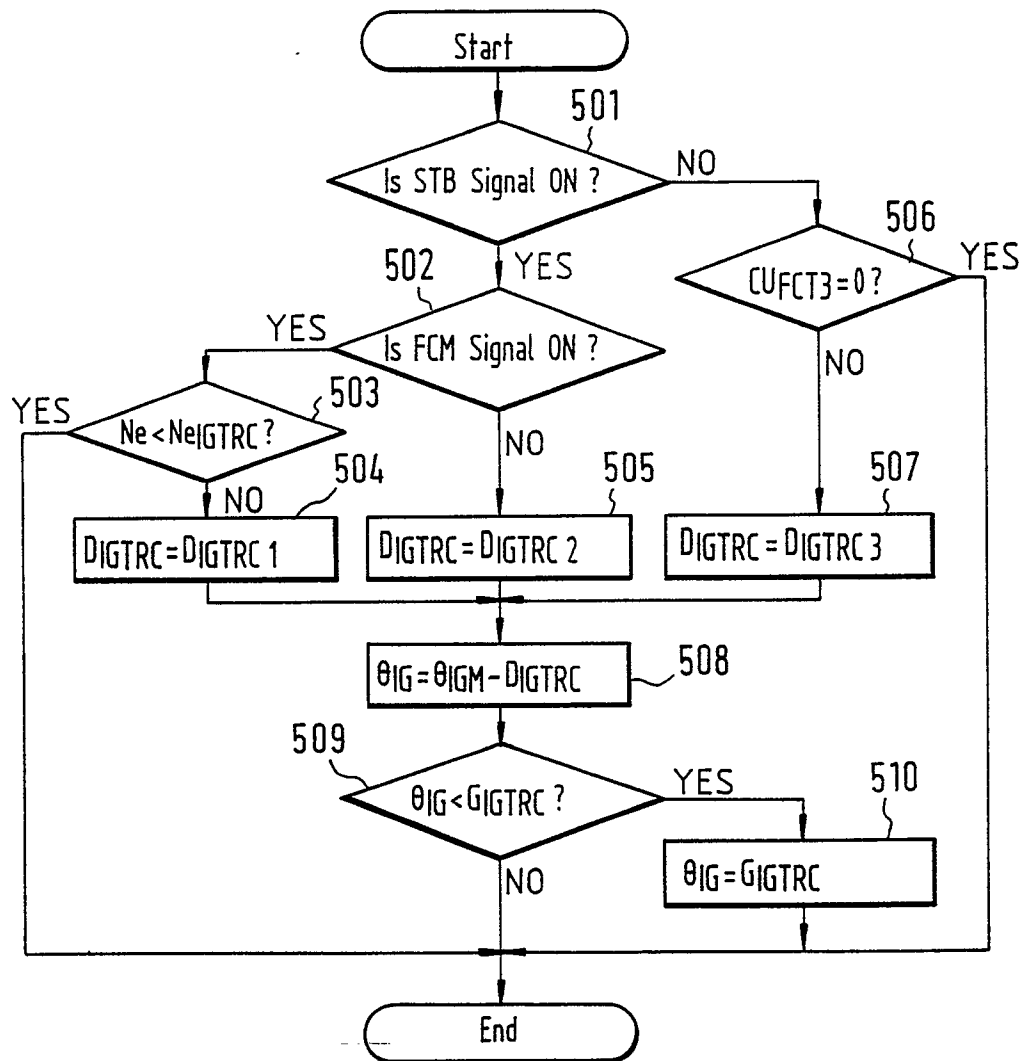 Start
501
Is STB Signal ON ?
NO
506
CUFCT3=0?
YES
502
YES
YES
Is FCM Signal ON ?
NO
YES
503
Ne<NeIGTRC?
NO
504
NO
505
507
DIGTRC=DIGTRC 1
DIGTRC=DIGTRC 2
DIGTRC=DIGTRC 3
θIG=θIGM-DIGTRC
508
509
θIG<GIGTRC ?
YES
510
NO
θIG=GIGTRC
End